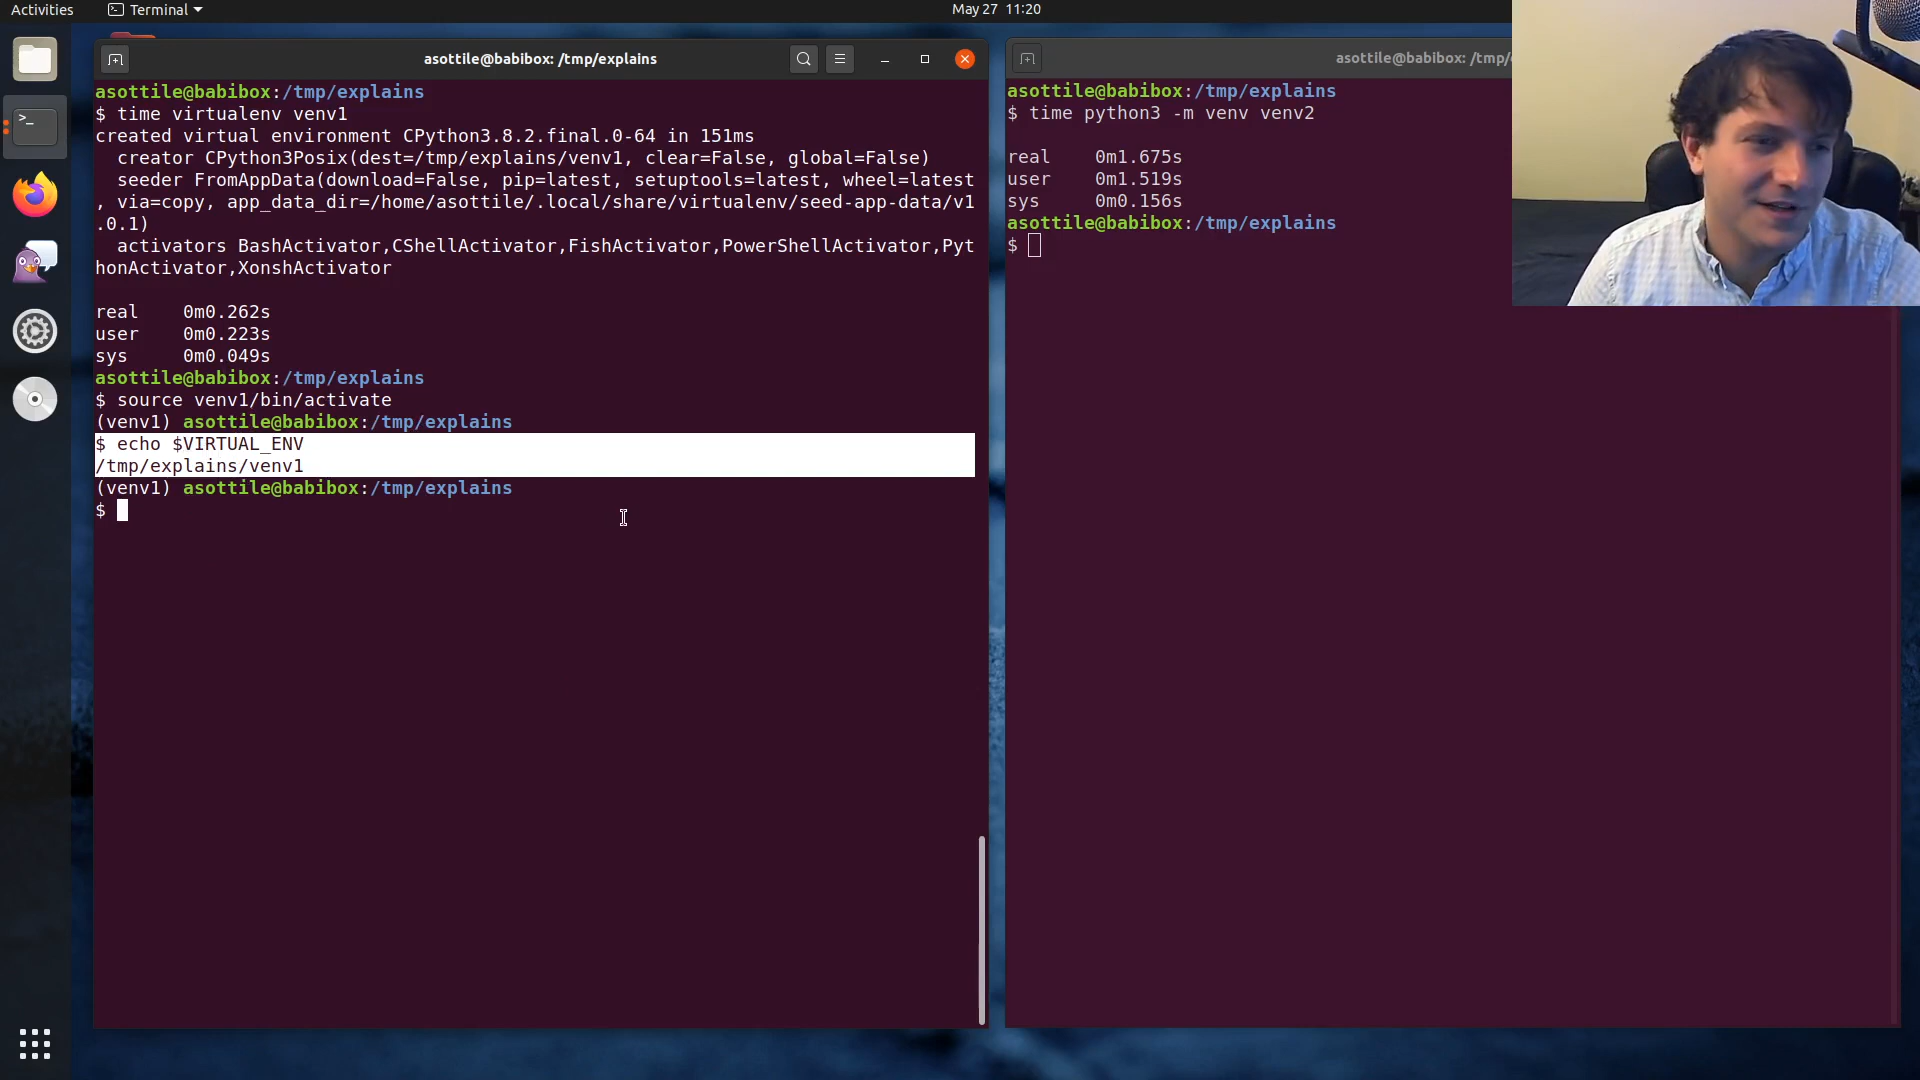 Activities
Terminal
May 27 11:20
asottile@babibox: /tmp/explains
asottile@babibox:/tmp/explains
$ time virtualenv venv1
created virtual environment CPython3.8.2.final.0-64 in 151ms
  creator CPython3Posix(dest=/tmp/explains/venv1, clear=False, global=False)
  seeder FromAppData(download=False, pip=latest, setuptools=latest, wheel=latest
, via=copy, app_data_dir=/home/asottile/.local/share/virtualenv/seed-app-data/v1
.0.1)
  activators BashActivator,CShellActivator,FishActivator,PowerShellActivator,Pyt
honActivator,XonshActivator
real    0m0.262s
user    0m0.223s
sys     0m0.049s
asottile@babibox:/tmp/explains
$ source venv1/bin/activate
(venv1) asottile@babibox:/tmp/explains
$ echo $VIRTUAL_ENV
/tmp/explains/venv1
(venv1) asottile@babibox:/tmp/explains
$
asottile@babibox: /tmp/
asottile@babibox:/tmp/explains
$ time python3 -m venv venv2
real    0m1.675s
user    0m1.519s
sys     0m0.156s
asottile@babibox:/tmp/explains
$